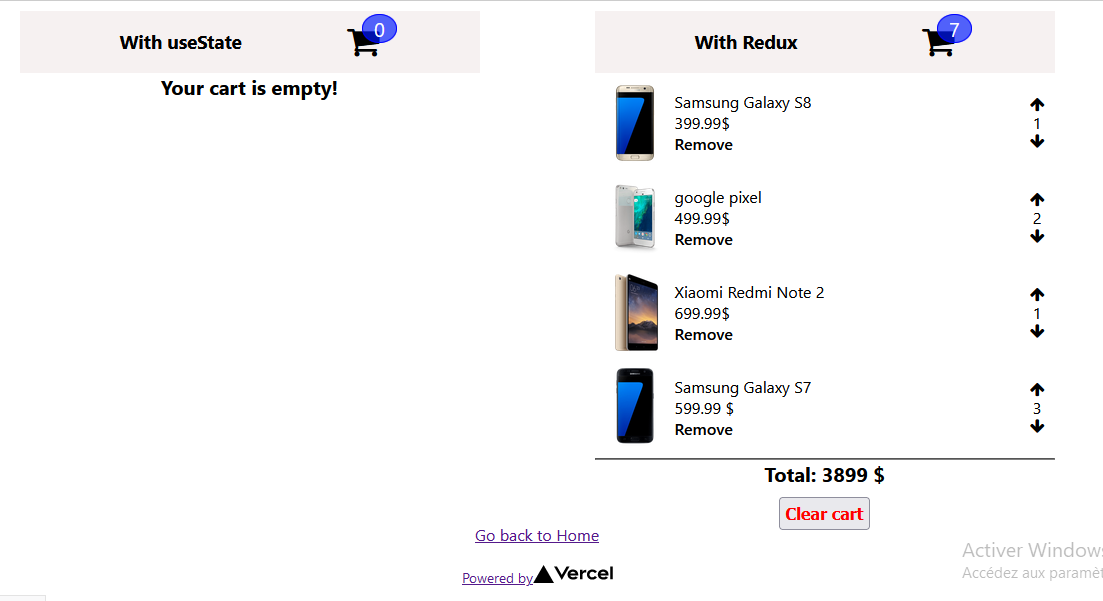 With useState
0
Your cart is empty!
With Redux
7
Samsung Galaxy S8
399.99$
Remove
1
google pixel
499.99$
Remove
2
Xiaomi Redmi Note 2
699.99$
Remove
1
Samsung Galaxy S7
599.99 $
Remove
3
Total: 3899 $
Clear cart
Go back to Home
Powered by Vercel
Activer Windows
Accédez aux paramèt